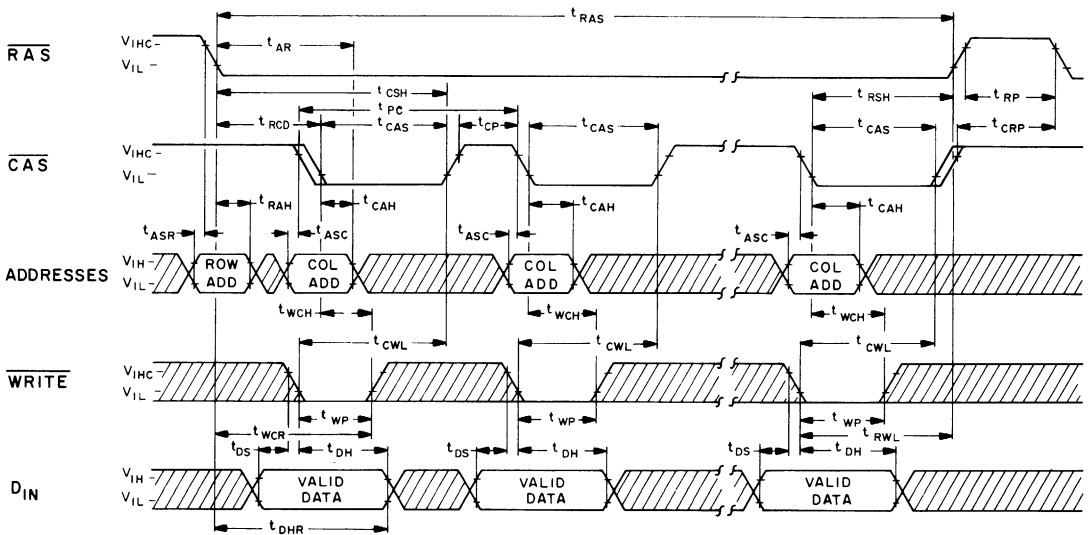 tRAS
RAS VIHC VIL tAR
tCSH tRSH tRP
tPC
tRCD tCAS tCP tCAS tCAS tCRP
CAS VIHC VIL
tRAH tCAH tCAH tCAH
tASR tASC tASC tASC
ADDRESSES VIH VIL ROW ADD COL ADD COL ADD COL ADD
tWCH tWCH tWCH
tCWL tCWL tCWL
WRITE VIHC VIL
tWP tWP tWP
tWCR tRWL
tDS tDH tDS tDH tDS tDH
DIN VIH VIL VALID DATA VALID DATA VALID DATA
tDHR